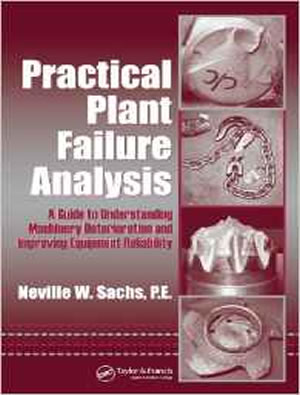 Practical
Plant
Failure
Analysis
A Guide to Understanding
Machinery Deterioration and
Improving Equipment Reliability
Neville W. Sachs, P.E.
Taylor & Francis